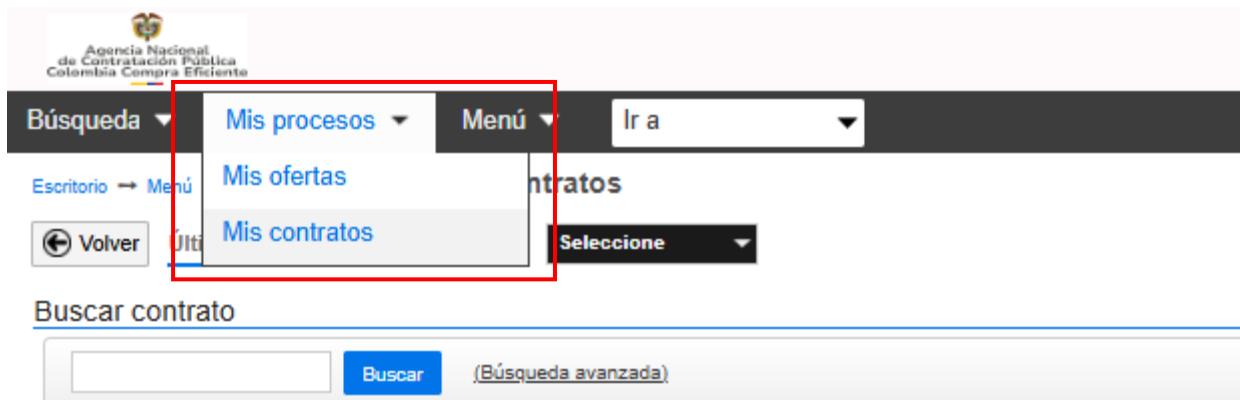 Agencia Nacional
de Contratación Pública
Colombia Compra Eficiente
Búsqueda Mis procesos Menú Ir a
Mis ofertas
Mis contratos
Escritorio → Menú ntratos
Volver Últi Seleccione
Buscar contrato
Buscar (Búsqueda avanzada)